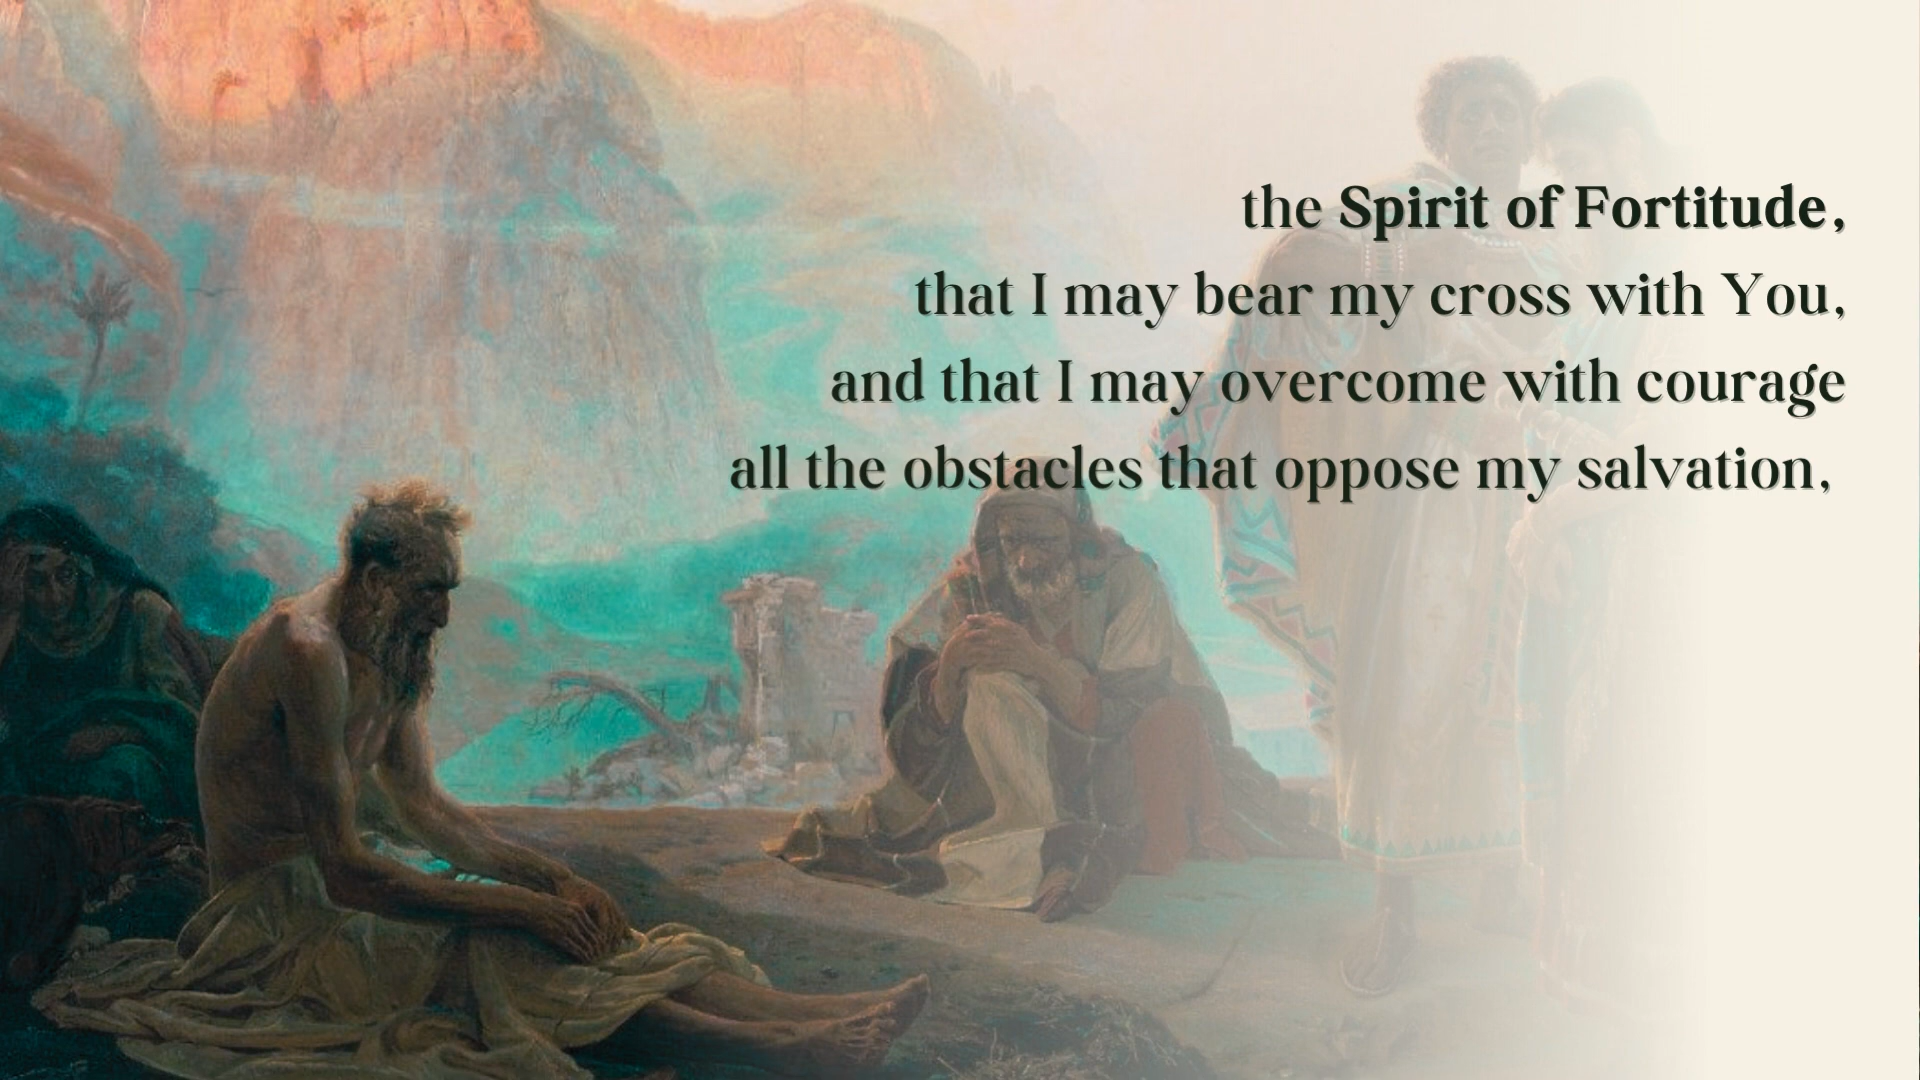 the Spirit of Fortitude,
that I may bear my cross with You,
and that I may overcome with courage
all the obstacles that oppose my salvation,